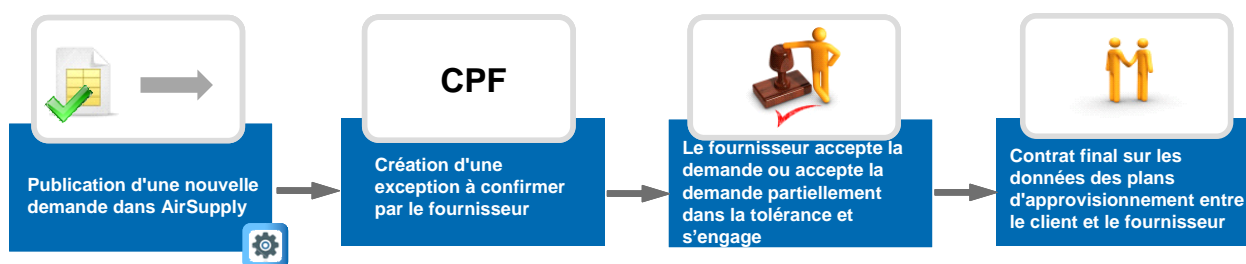 Publication d'une nouvelle
demande dans AirSupply
CPF
Création d'une
exception à confirmer
par le fournisseur
Le fournisseur accepte la
demande ou accepte la
demande partiellement
dans la tolérance et
s’engage
Contrat final sur les
données des plans
d'approvisionnement entre
le client et le fournisseur